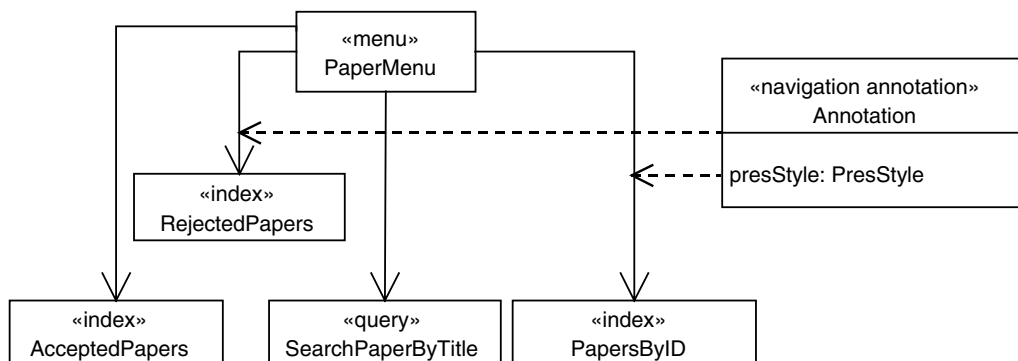 «menu»
PaperMenu
«navigation annotation»
Annotation
presStyle: PresStyle
«index»
RejectedPapers
«index»
AcceptedPapers
«query»
SearchPaperByTitle
«index»
PapersByID